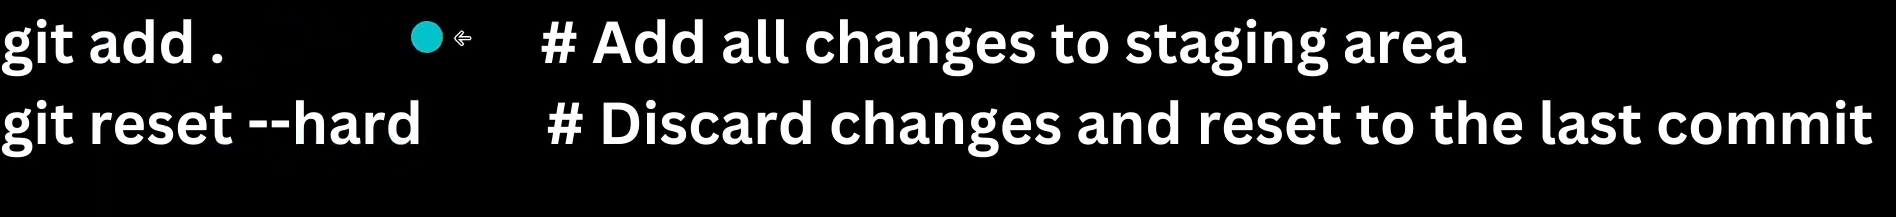 git add . # Add all changes to staging area
git reset --hard # Discard changes and reset to the last commit